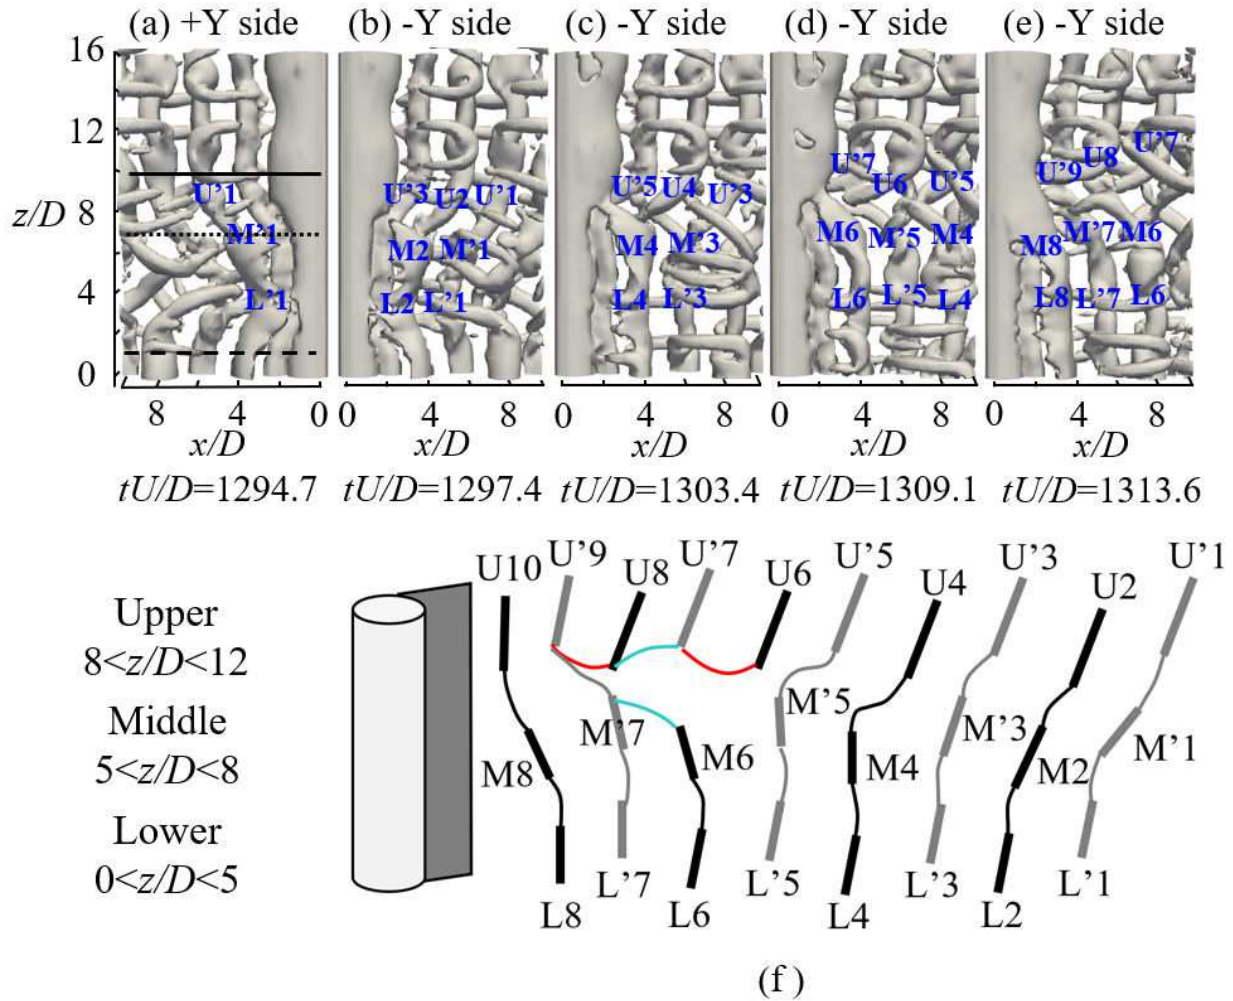 (a) +Y side (b) -Y side (c) -Y side (d) -Y side (e) -Y side
16
12
z/D 8
4
0
U'1 U'3 U2 U'1 U'5 U4 U'3 U'7 U6 U'5 U'9 U8 U'7
M'1 M2 M'1 M4 M'3 M6 M'5 M4 M8 M'7 M6
L'1 L2 L'1 L4 L'3 L6 L'5 L4 L8 L'7 L6
8 4 0 0 4 8 0 4 8 0 4 8 0 4 8
x/D x/D x/D x/D x/D
tU/D=1294.7 tU/D=1297.4 tU/D=1303.4 tU/D=1309.1 tU/D=1313.6
U10 U'9 U8 U'7 U6 U'5 U4 U'3 U2 U'1
Upper
8<z/D<12
Middle
5<z/D<8
M8 M'7 M6 M'5 M4 M'3 M2 M'1
Lower
0<z/D<5
L8 L'7 L6 L'5 L4 L'3 L2 L'1
(f)